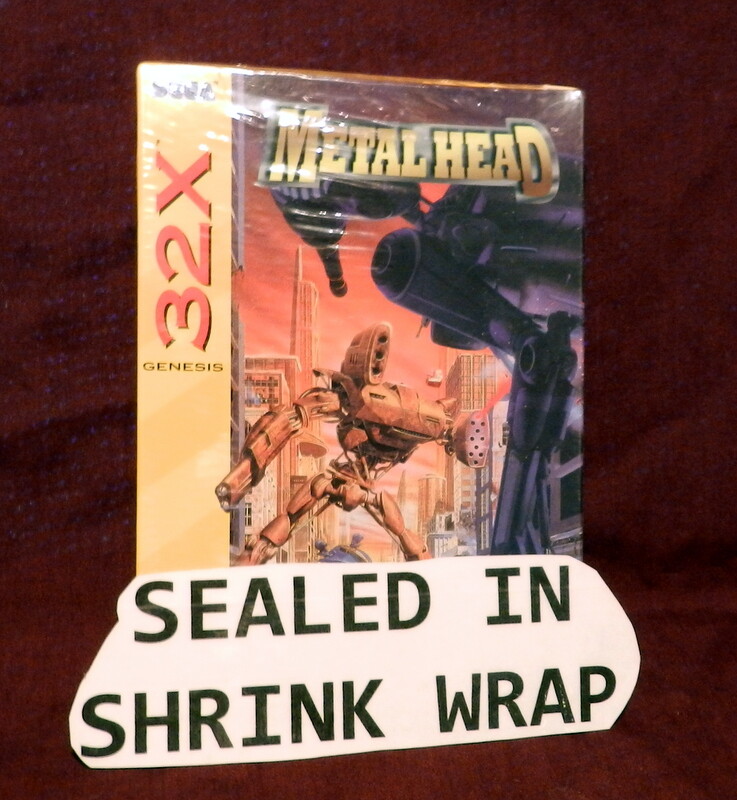 SEGA
METAL HEAD
32X
GENESIS
SEALED IN
SHRINK WRAP